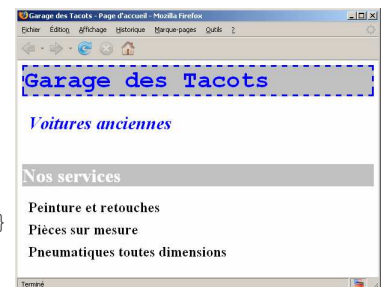 Garage des Tacots - Page d'accueil - Mozilla Firefox
Fichier Édition Affichage Historique Marque-pages Outils ?
Garage des Tacots
Voitures anciennes
Nos services
Peinture et retouches
Pièces sur mesure
}
Pneumatiques toutes dimensions
Terminé